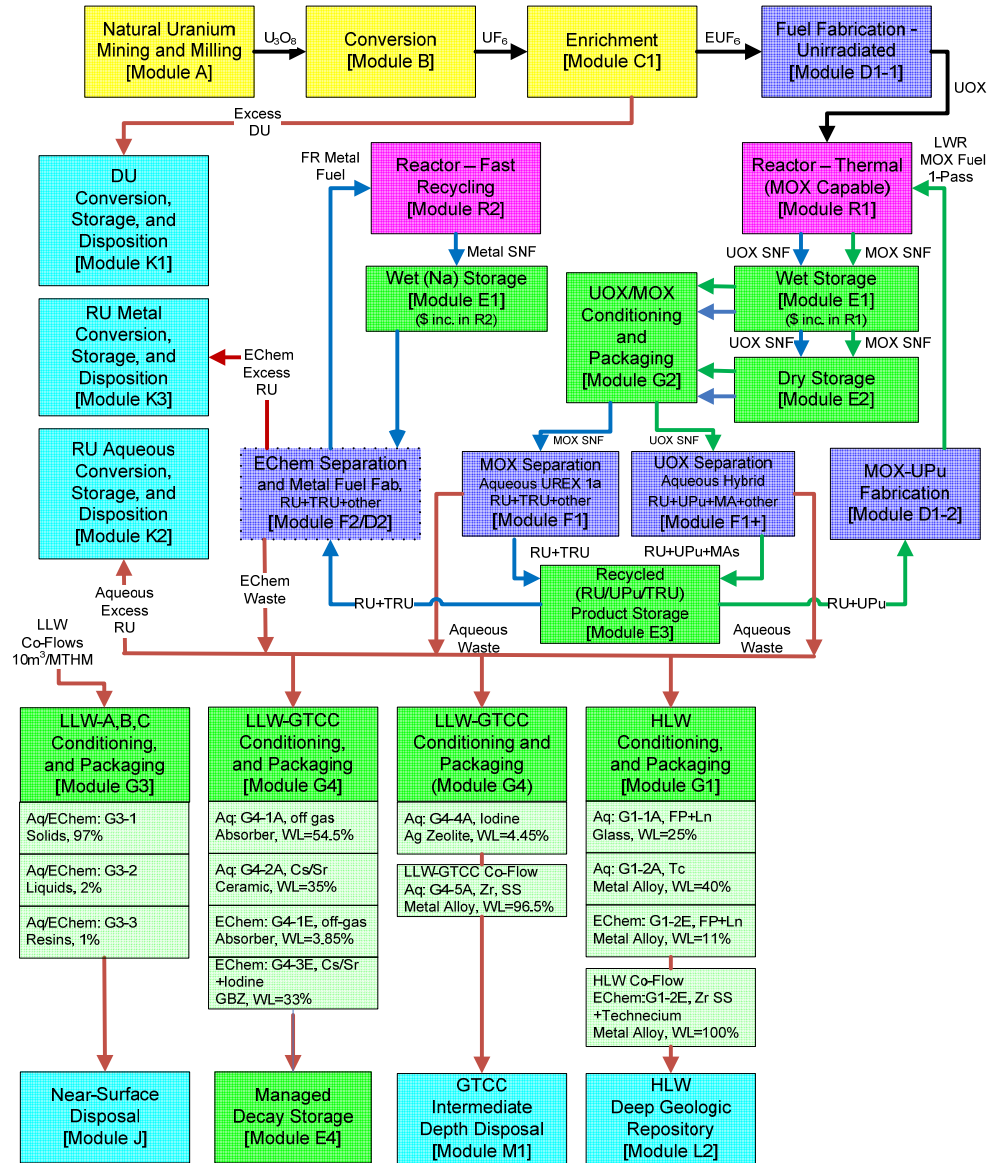 Natural Uranium
Mining and Milling
[Module A]
U3O8
Conversion
[Module B]
UF6
Enrichment
[Module C1]
EUF6
Fuel Fabrication -
Unirradiated
[Module D1-1]
UOX
Excess
DU
DU
Conversion,
Storage, and
Disposition
[Module K1]
FR Metal
Fuel
Reactor – Fast
Recycling
[Module R2]
Reactor – Thermal
(MOX Capable)
[Module R1]
LWR
MOX Fuel
1-Pass
Metal SNF
UOX SNF
MOX SNF
Wet (Na) Storage
[Module E1]
($ inc. in R2)
UOX/MOX
Conditioning
and
Packaging
[Module G2]
Wet Storage
[Module E1]
($ inc. in R1)
UOX SNF
MOX SNF
Dry Storage
[Module E2]
RU Metal
Conversion,
Storage, and
Disposition
[Module K3]
EChem
Excess
RU
MOX SNF
UOX SNF
RU Aqueous
Conversion,
Storage, and
Disposition
[Module K2]
EChem Separation
and Metal Fuel Fab,
RU+TRU+other
[Module F2/D2]
MOX Separation
Aqueous UREX 1a
RU+TRU+other
[Module F1]
UOX Separation
Aqueous Hybrid
RU+UPu+MA+other
[Module F1+]
MOX-UPu
Fabrication
[Module D1-2]
RU+TRU
RU+UPu+MAs
Aqueous
Excess
RU
EChem
Waste
RU+TRU
Recycled
(RU/UPu/TRU)
Product Storage
[Module E3]
RU+UPu
Aqueous
Waste
Aqueous
Waste
LLW
Co-Flows
10m3/MTHM
LLW-A,B,C
Conditioning,
and Packaging
[Module G3]
Aq/EChem: G3-1
Solids, 97%
Aq/EChem: G3-2
Liquids, 2%
Aq/EChem: G3-3
Resins, 1%
LLW-GTCC
Conditioning,
and Packaging
[Module G4]
Aq: G4-1A, off gas
Absorber, WL=54.5%
Aq: G4-2A, Cs/Sr
Ceramic, WL=35%
EChem: G4-1E, off-gas
Absorber, WL=3.85%
EChem: G4-3E, Cs/Sr
+Iodine
GBZ, WL=33%
LLW-GTCC
Conditioning and
Packaging
(Module G4)
Aq: G4-4A, Iodine
Ag Zeolite, WL=4.45%
LLW-GTCC Co-Flow
Aq: G4-5A, Zr, SS
Metal Alloy, WL=96.5%
HLW
Conditioning,
and Packaging
[Module G1]
Aq: G1-1A, FP+Ln
Glass, WL=25%
Aq: G1-2A, Tc
Metal Alloy, WL=40%
EChem: G1-2E, FP+Ln
Metal Alloy, WL=11%
HLW Co-Flow
EChem:G1-2E, Zr SS
+Technecium
Metal Alloy, WL=100%
Near-Surface
Disposal
[Module J]
Managed
Decay Storage
[Module E4]
GTCC
Intermediate
Depth Disposal
[Module M1]
HLW
Deep Geologic
Repository
[Module L2]